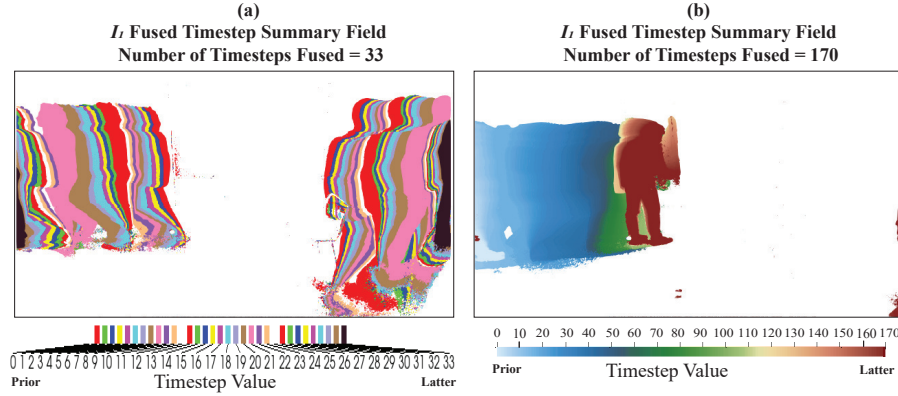 (a)
I₁ Fused Timestep Summary Field
Number of Timesteps Fused = 33
0 1 2 3 4 5 6 7 8 9 10 11 12 13 14 15 16 17 18 19 20 21 22 23 24 25 26 27 28 29 30 31 32 33
Prior Timestep Value Latter
(b)
I₁ Fused Timestep Summary Field
Number of Timesteps Fused = 170
0 10 20 30 40 50 60 70 80 90 100 110 120 130 140 150 160 170
Prior Timestep Value Latter